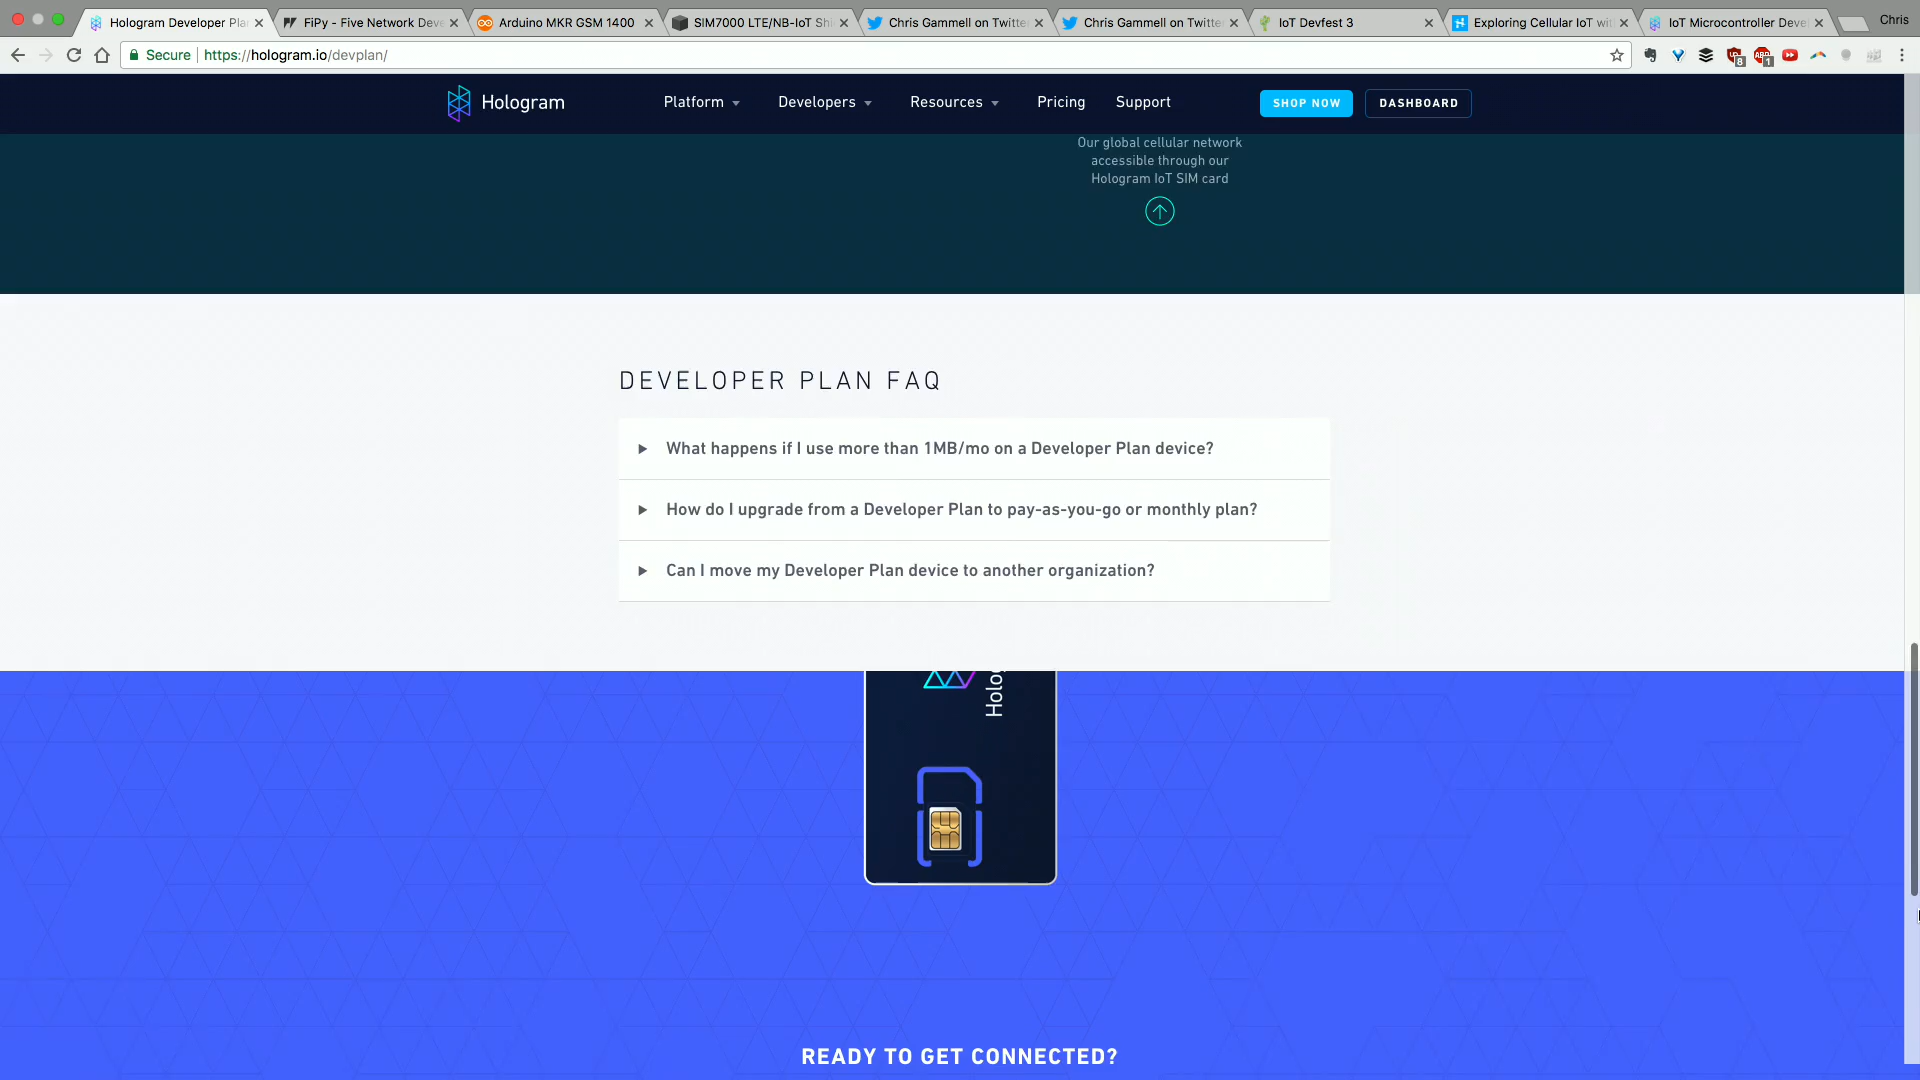 Hologram Developer Pla
FiPy - Five Network Deve
Arduino MKR GSM 1400
SIM7000 LTE/NB-IoT Shi
Chris Gammell on Twitte
Chris Gammell on Twitte
IoT Devfest 3
Exploring Cellular IoT wi
IoT Microcontroller Deve
Chris
Secure
https://hologram.io/devplan/
8
1
Hologram
Platform
Developers
Resources
Pricing
Support
SHOP NOW
DASHBOARD
Our global cellular network
accessible through our
Hologram IoT SIM card
DEVELOPER PLAN FAQ
What happens if I use more than 1MB/mo on a Developer Plan device?
How do I upgrade from a Developer Plan to pay-as-you-go or monthly plan?
Can I move my Developer Plan device to another organization?
Holog
READY TO GET CONNECTED?